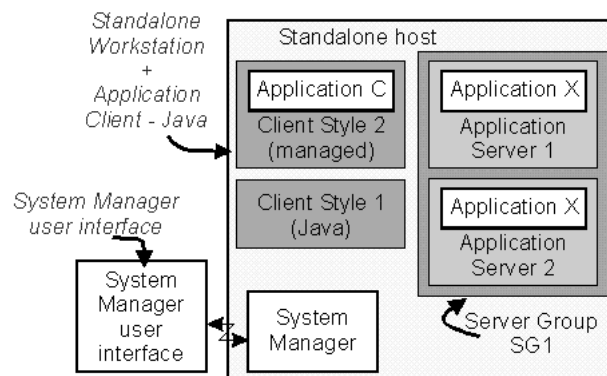 Standalone
Workstation
+
Application
Client - Java
Standalone host
Application C
Client Style 2
(managed)
Client Style 1
(Java)
Application X
Application
Server 1
Application X
Application
Server 2
System Manager
user interface
System
Manager
user
interface
System
Manager
Server Group
SG1